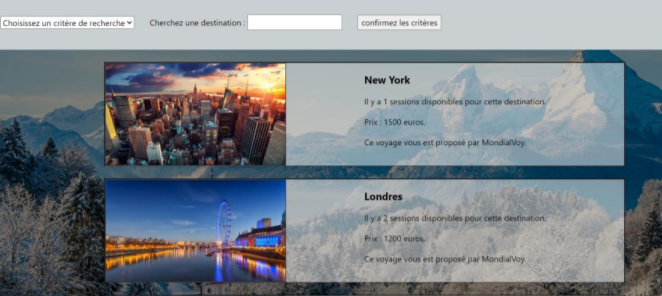 Choisissez un critère de recherche Cherchez une destination : confirmez les critères
New York
Il y a 1 sessions disponibles pour cette destination.
Prix : 1500 euros.
Ce voyage vous est proposé par MondialVoy.
Londres
Il y a 2 sessions disponibles pour cette destination.
Prix : 1200 euros.
Ce voyage vous est proposé par MondialVoy.